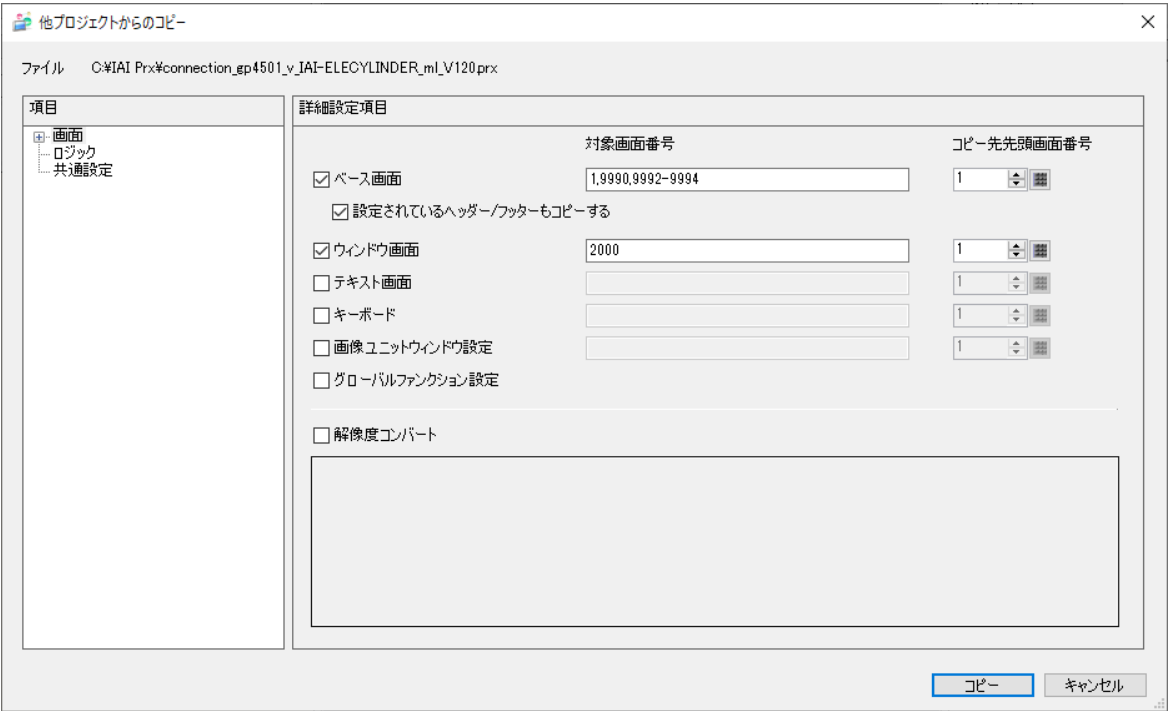 他プロジェクトからのコピー
ファイル C:¥IAI Prx¥connection_gp4501_v_IAI-ELECYLINDER_ml_V120.prx
項目
画面
ロジック
共通設定
詳細設定項目
対象画面番号 コピー先先頭画面番号
ベース画面 1,9990,9992-9994 1
設定されているヘッダー/フッターもコピーする
ウィンドウ画面 2000 1
テキスト画面 1
キーボード 1
画像ユニットウィンドウ設定 1
グローバルファンクション設定
解像度コンバート
コピー キャンセル